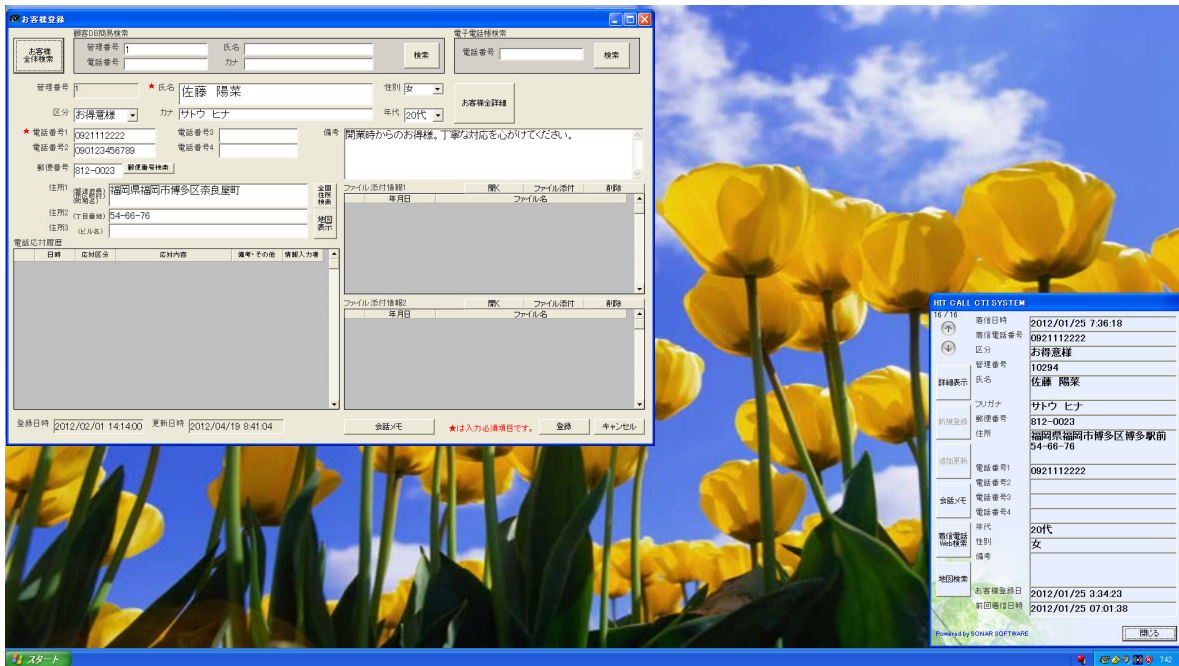 お客様登録
顧客DB簡易検索
電子電話帳検索
お客様
全体検索
管理番号 1 氏名
電話番号 カナ
検索
電話番号 検索
管理番号 1 ★ 氏名 佐藤 陽菜 性別 女
区分 お得意様 カナ サトウ ヒナ 年代 20代
お客様全詳細
★ 電話番号1 0921112222 電話番号3
電話番号2 090123456789 電話番号4
備考 開業時からのお得様。丁寧な対応を心がけてください。
郵便番号 812-0023 郵便番号検索
住所1 福岡県福岡市博多区奈良屋町
全国
住所
検索
住所2 (丁目番地) 54-66-76
住所3 (ビル名)
地図
表示
電話応対履歴
日時 応対区分 応対内容 備考・その他 情報入力者
ファイル添付情報1 開く ファイル添付 削除
年月日 ファイル名
ファイル添付情報2 開く ファイル添付 削除
年月日 ファイル名
登録日時 2012/02/01 14:14:00 更新日時 2012/04/19 8:41:04
会話メモ ★は入力必須項目です。 登録 キャンセル
HIT CALL CTI SYSTEM
16 / 16
着信日時 2012/01/25 7:36:18
着信電話番号 0921112222
区分 お得意様
管理番号 10294
氏名 佐藤 陽菜
フリガナ サトウ ヒナ
郵便番号 812-0023
住所 福岡県福岡市博多区博多駅前
54-66-76
電話番号1 0921112222
電話番号2
電話番号3
電話番号4
年代 20代
性別 女
備考
お客様登録日 2012/01/25 3:34:23
前回着信日時 2012/01/25 07:01:38
詳細表示
新規登録
追加更新
会話メモ
着信電話
Web検索
地図検索
Powered by SONAR SOFTWARE
閉じる
スタート
7:42